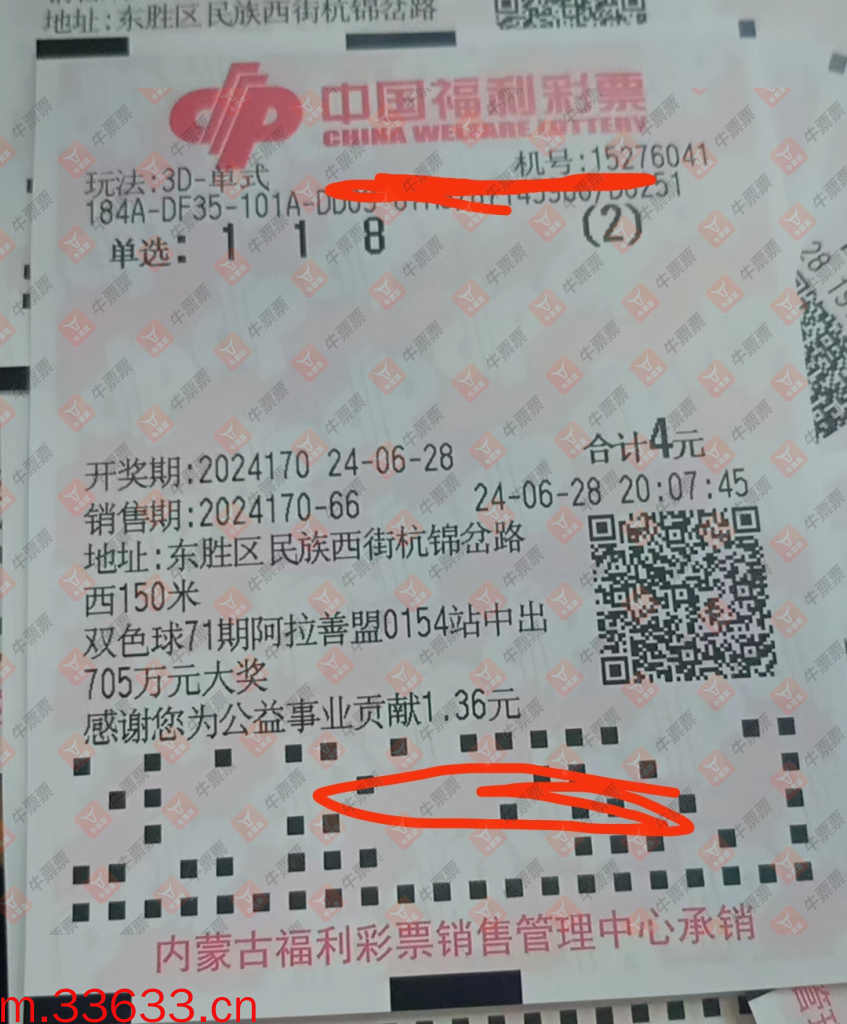 地址:东胜区民族西街杭锦岔路
中国福利彩票
CHINA WELFARE LOTTERY
玩法:3D-单式 机号:15276041
184A-DF35-101A-
单选: 1 1 8 (2)
合计4元
开奖期:2024170 24-06-28
销售期:2024170-66 24-06-28 20:07:45
地址:东胜区民族西街杭锦岔路
西150米
双色球71期阿拉善盟0154站中出
705万元大奖
感谢您为公益事业贡献1.36元
内蒙古福利彩票销售管理中心承销
m.33633.cn
牛票票